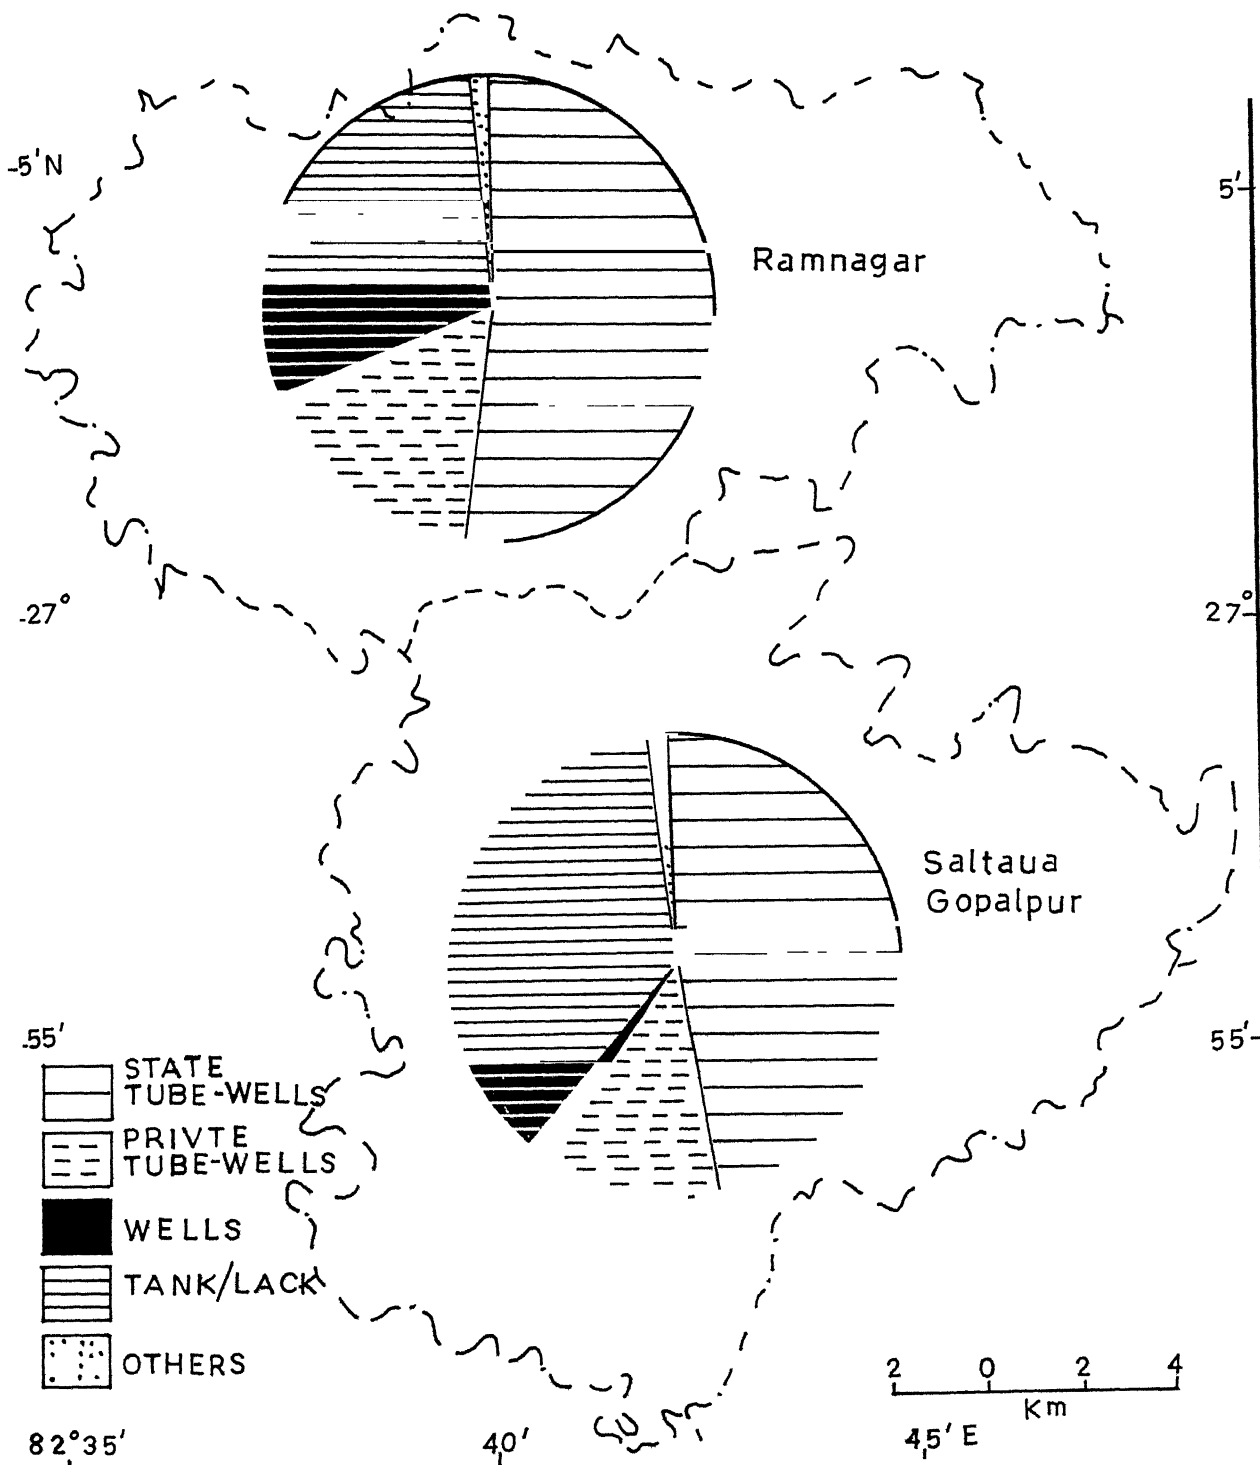 -5'N
5'
Ramnagar
-27°
27°
Saltaua
Gopalpur
.55'
55'
STATE
TUBE-WELLS
PRIVTE
TUBE-WELLS
WELLS
TANK/LACK
OTHERS
2 0 2 4
Km
82°35' 40' 45' E